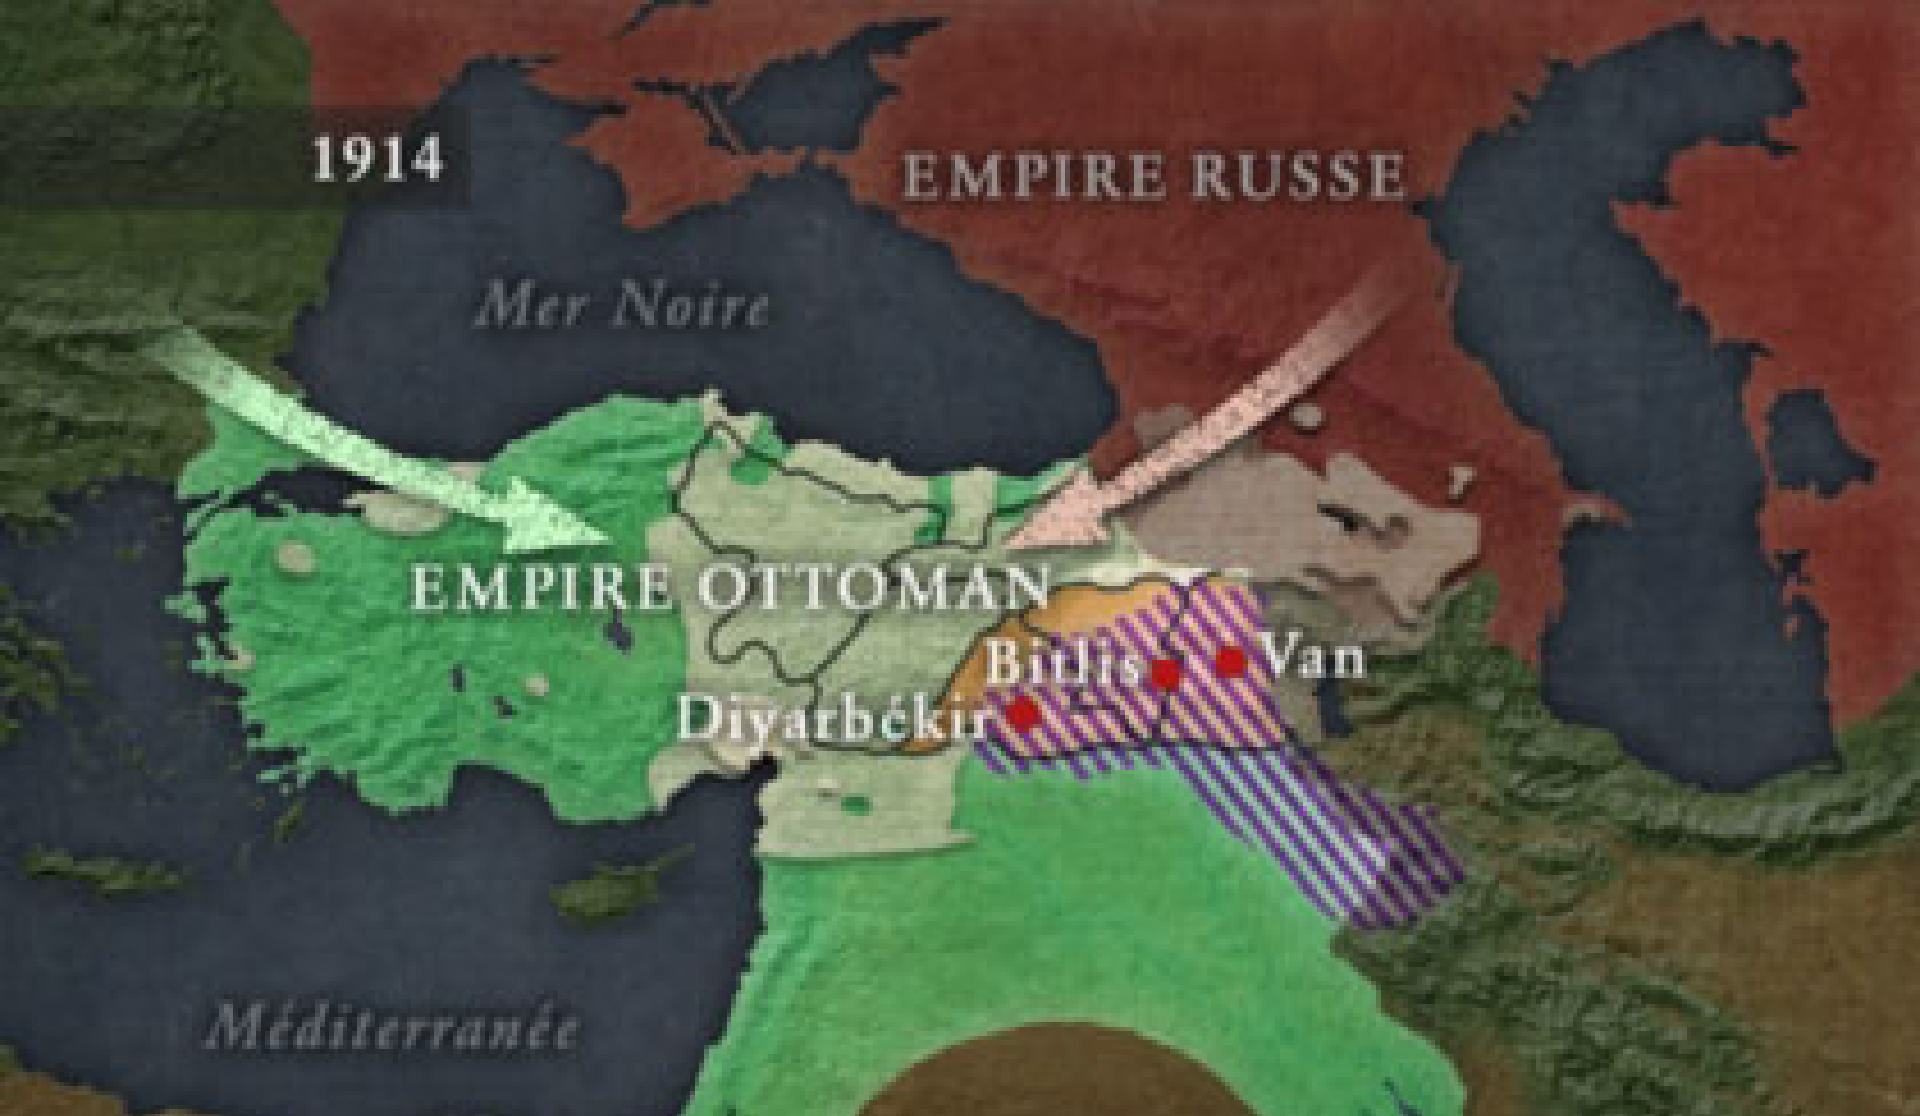 1914
EMPIRE RUSSE
Mer Noire
EMPIRE OTTOMAN
Bitlis
Van
Diyarbékir
Méditerranée